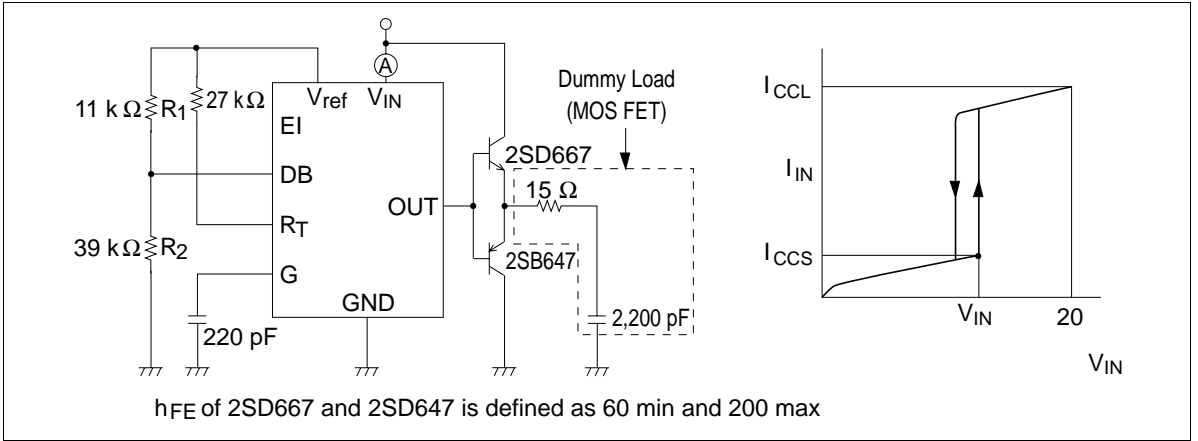 A
11 kΩ
R1
27 kΩ
Vref
VIN
EI
DB
RT
G
OUT
GND
39 kΩ
R2
220 pF
Dummy Load
(MOS FET)
2SD667
15 Ω
2SB647
2,200 pF
ICCL
IIN
ICCS
VIN
20
VIN
hFE of 2SD667 and 2SD647 is defined as 60 min and 200 max